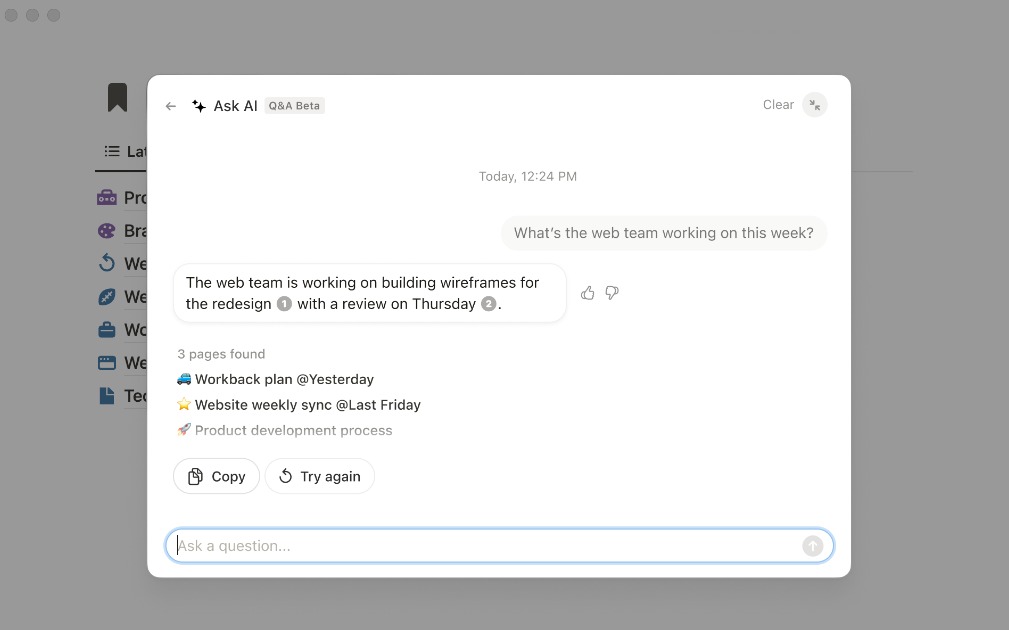 Ask AI Q&A Beta
Clear
Lat
Today, 12:24 PM
Pro
What's the web team working on this week?
Bra
We
The web team is working on building wireframes for
the redesign 1 with a review on Thursday 2.
We
Wo
3 pages found
We
Workback plan @Yesterday
Tec
Website weekly sync @Last Friday
Product development process
Copy
Try again
Ask a question...